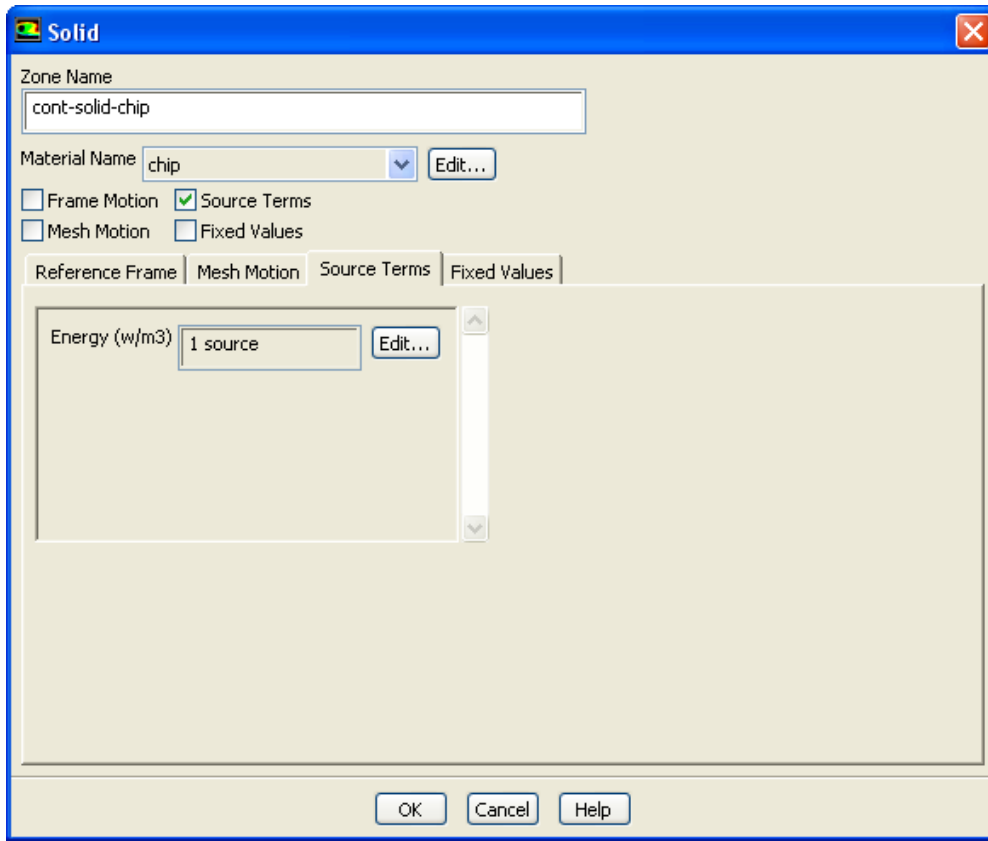 Solid
Zone Name
cont-solid-chip
Material Name chip Edit...
Frame Motion Source Terms
Mesh Motion Fixed Values
Reference Frame Mesh Motion Source Terms Fixed Values
Energy (w/m3) 1 source Edit...
OK Cancel Help